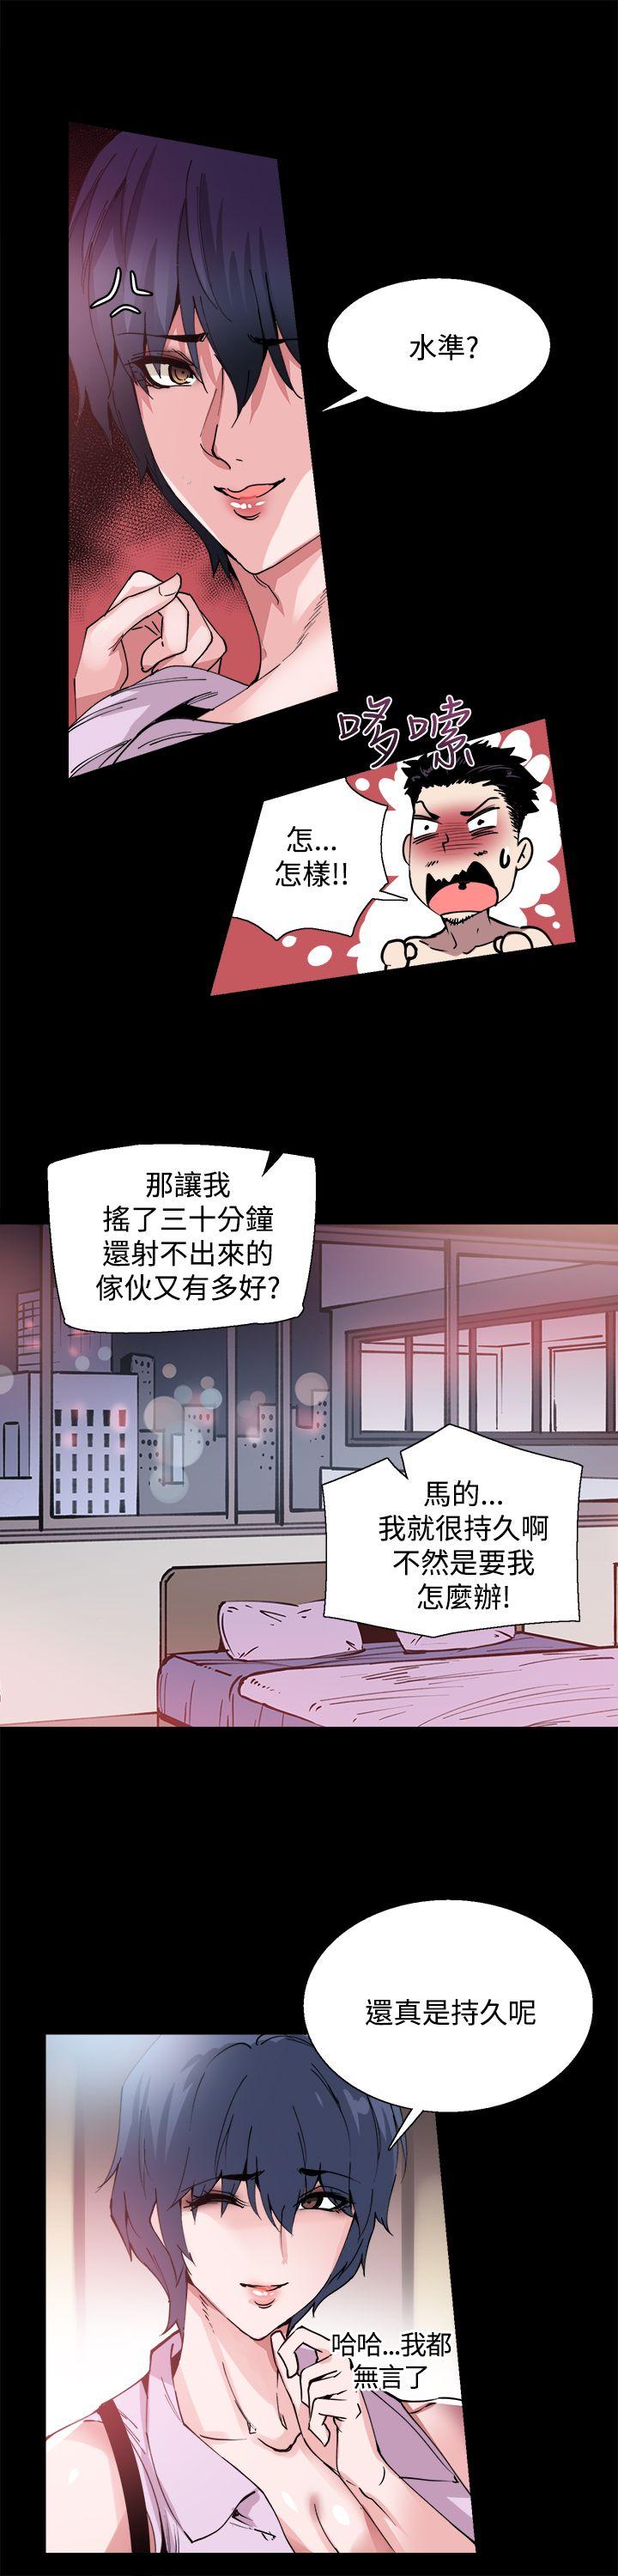 水準?
哆嗦
怎...
怎樣!!
那讓我
搖了三十分鐘
還射不出來的
傢伙又有多好?
馬的...
我就很持久啊
不然是要我
怎麼辦!
還真是持久呢
哈哈...我都
無言了